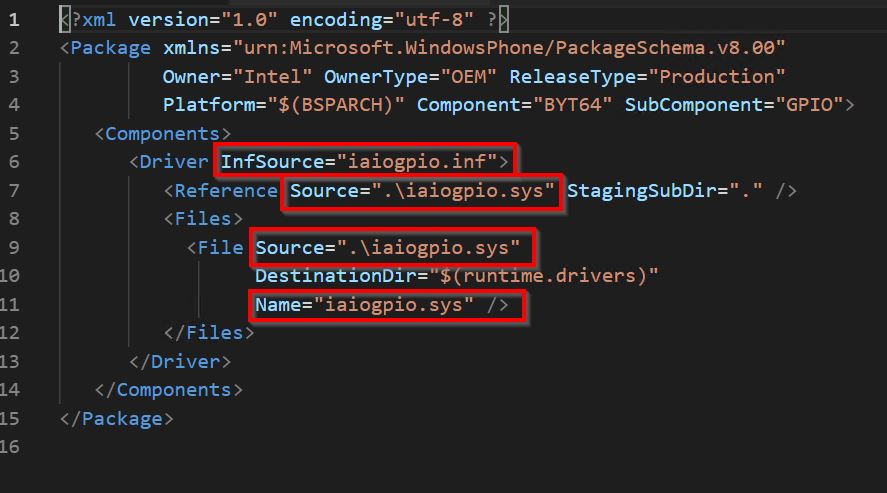 1 <?xml version="1.0" encoding="utf-8" ?>
2 <Package xmlns="urn:Microsoft.WindowsPhone/PackageSchema.v8.00"
3 Owner="Intel" OwnerType="OEM" ReleaseType="Production"
4 Platform="$(BSPARCH)" Component="BYT64" SubComponent="GPIO">
5 <Components>
6 <Driver InfSource="iaiogpio.inf">
7 <Reference Source=".\iaiogpio.sys" StagingSubDir="." />
8 <Files>
9 <File Source=".\iaiogpio.sys"
10 DestinationDir="$(runtime.drivers)"
11 Name="iaiogpio.sys" />
12 </Files>
13 </Driver>
14 </Components>
15 </Package>
16